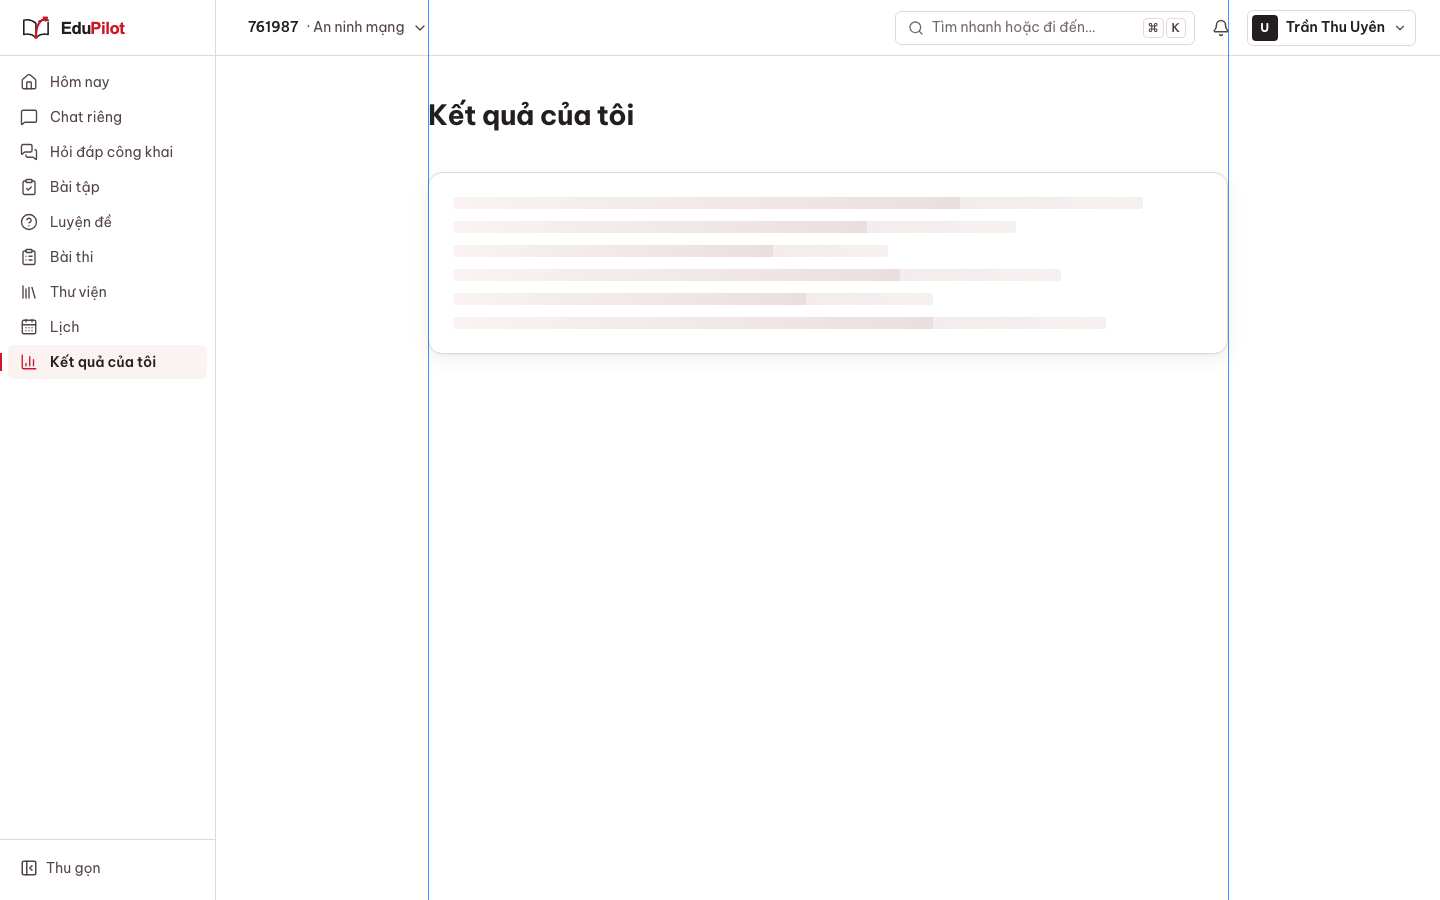 EduPilot
761987 · An ninh mạng
Tìm nhanh hoặc đi đến...
⌘ K
U Trần Thu Uyên
Hôm nay
Chat riêng
Hỏi đáp công khai
Bài tập
Luyện đề
Bài thi
Thư viện
Lịch
Kết quả của tôi
Thu gọn
Kết quả của tôi